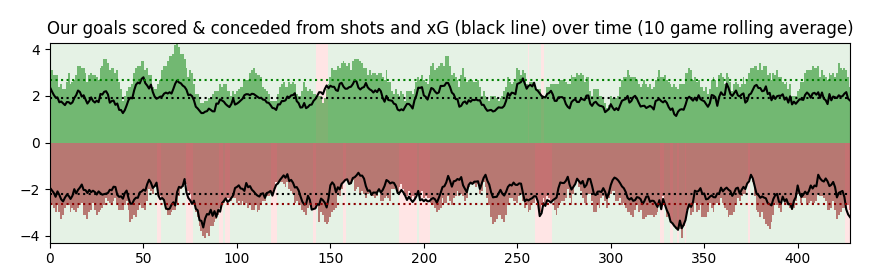 Our goals scored & conceded from shots and xG (black line) over time (10 game rolling average)
4
2
0
−2
−4
0 50 100 150 200 250 300 350 400